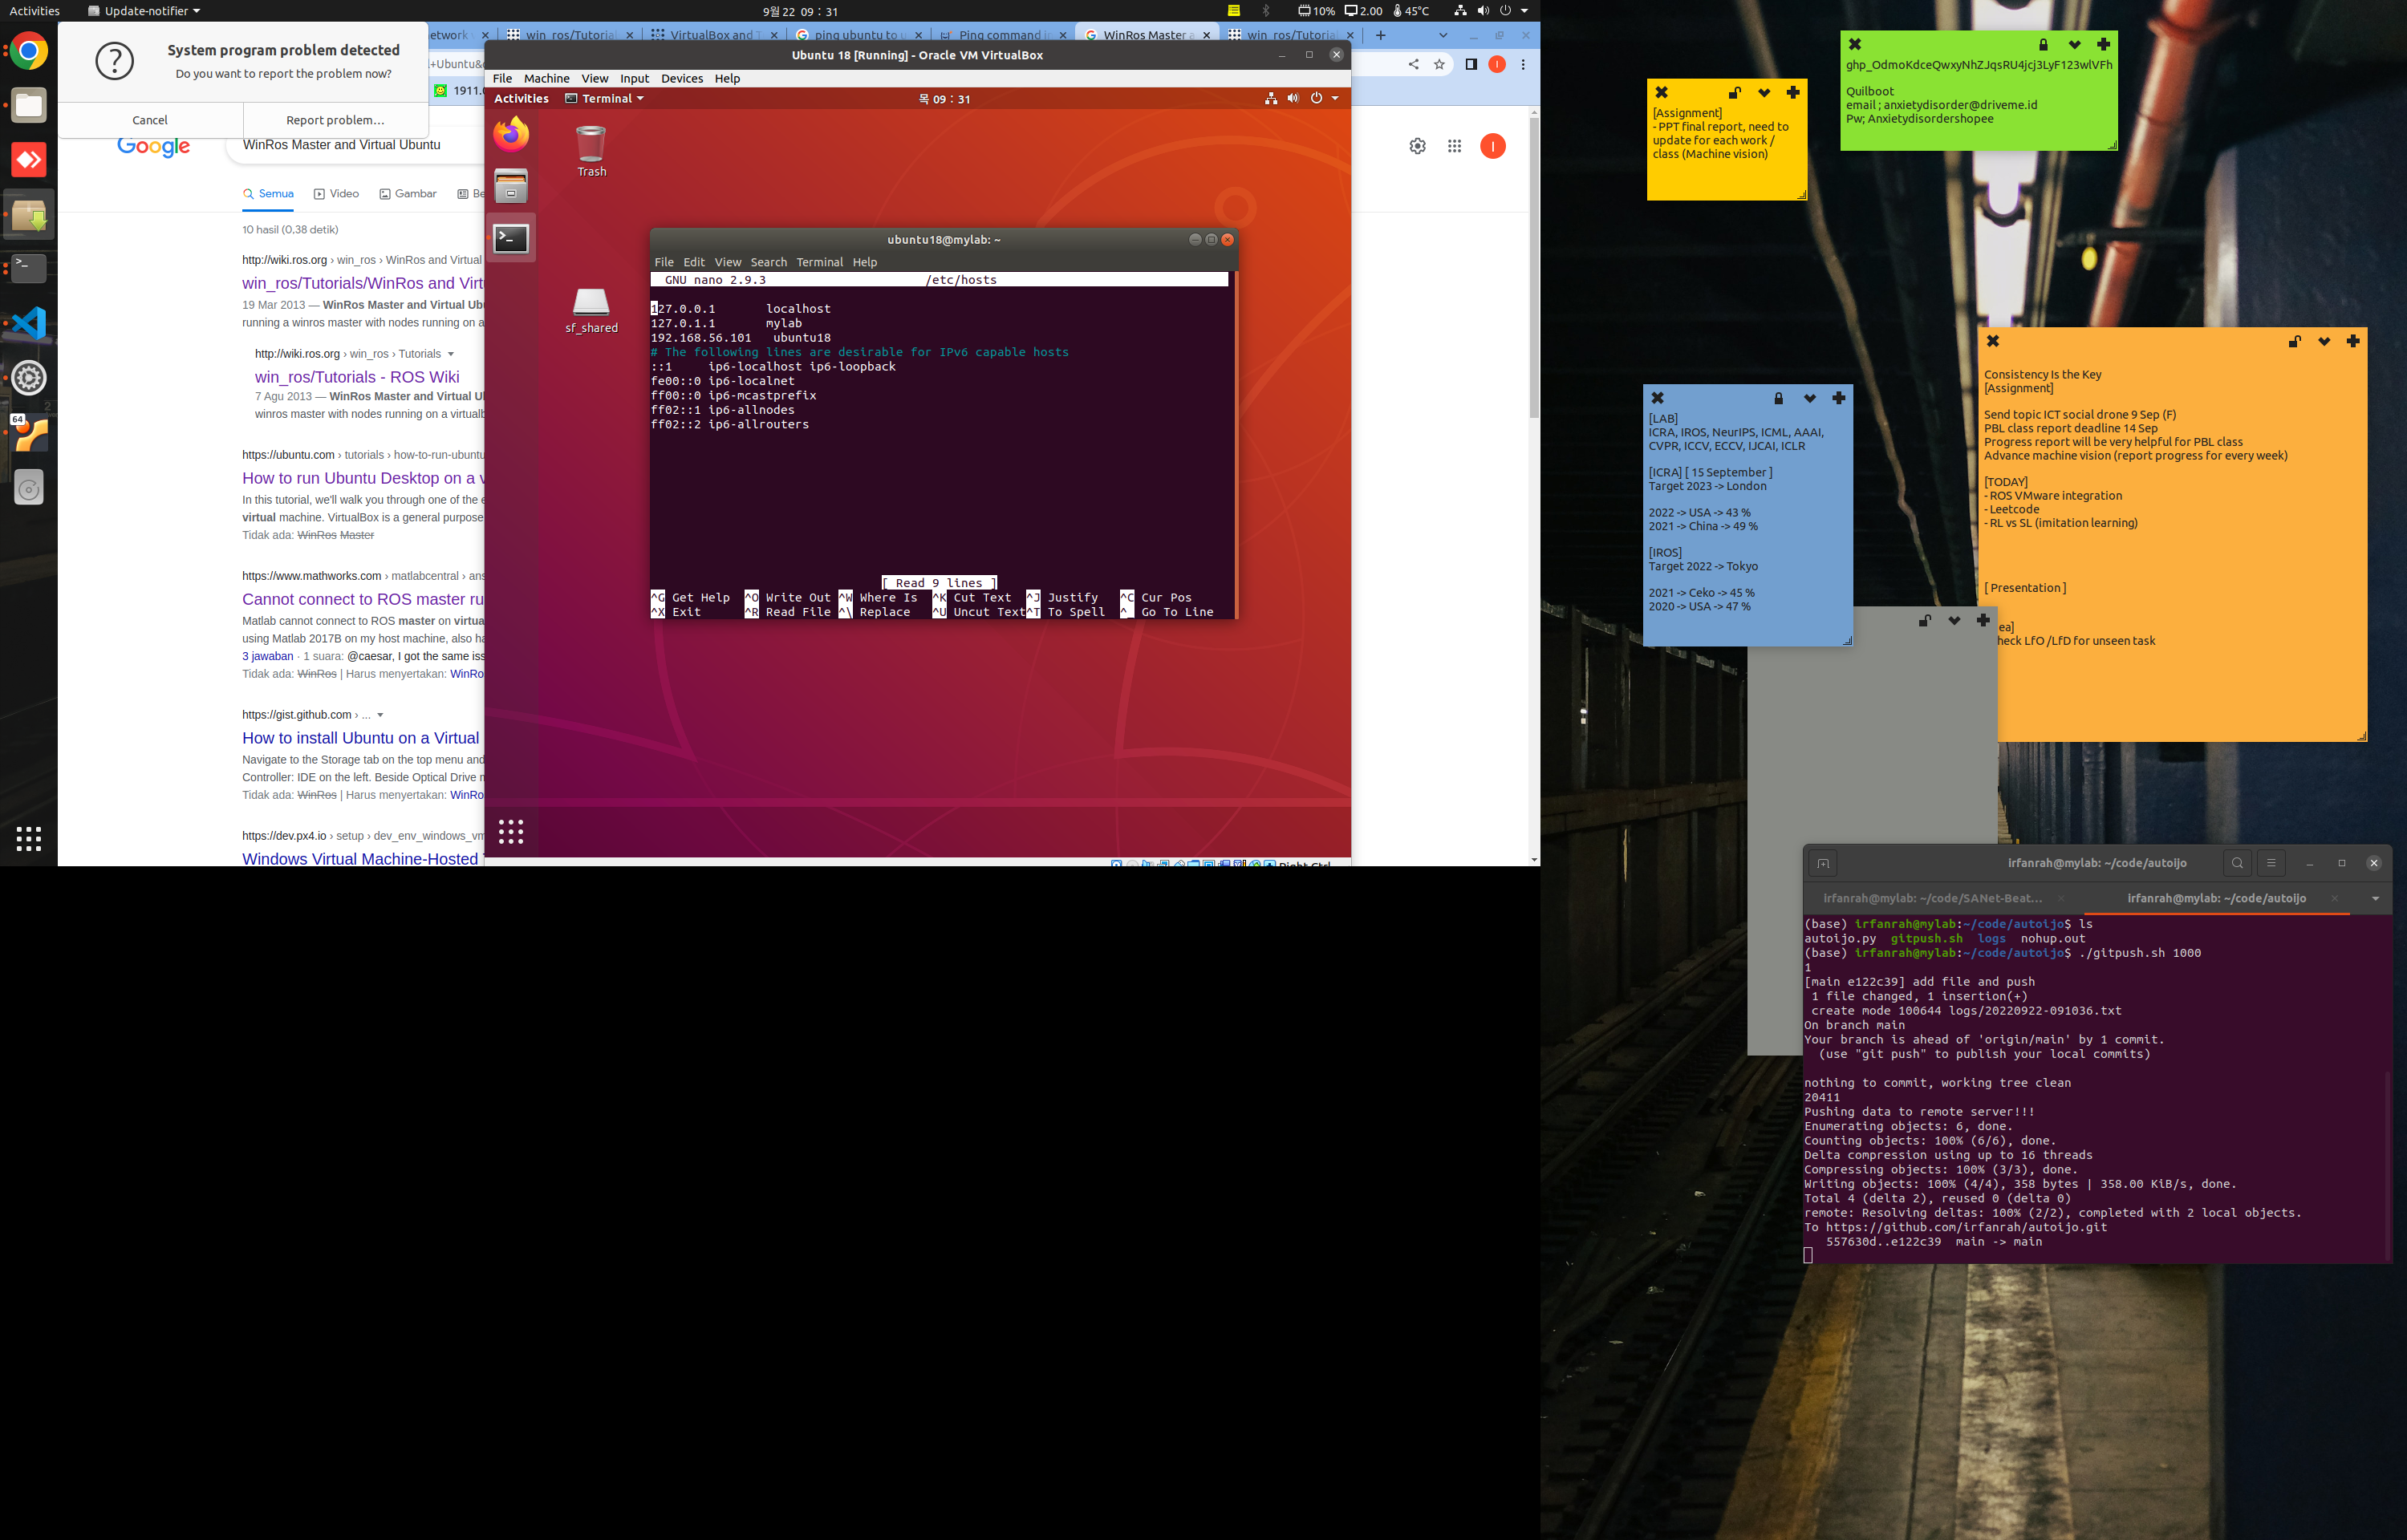 Activities
Update-notifier
9월 22 09 : 31
10%
2.00
45°C
System program problem detected
Do you want to report the problem now?
Cancel
Report problem...
win_ros/Tutorial
VirtualBox and T
ping ubuntu to u
Ping command in
WinRos Master a
win_ros/Tutorial
Google
WinRos Master and Virtual Ubuntu
Semua
Video
Gambar
Be
10 hasil (0,38 detik)
http://wiki.ros.org › win_ros › WinRos and Virtual
win_ros/Tutorials/WinRos and Virt
19 Mar 2013 — WinRos Master and Virtual Ub
running a winros master with nodes running on a
http://wiki.ros.org › win_ros › Tutorials
win_ros/Tutorials - ROS Wiki
7 Agu 2013 — WinRos Master and Virtual U
winros master with nodes running on a virtualb
https://ubuntu.com › tutorials › how-to-run-ubuntu
How to run Ubuntu Desktop on a v
In this tutorial, we'll walk you through one of the e
virtual machine. VirtualBox is a general purpose
Tidak ada: WinRos Master
https://www.mathworks.com › matlabcentral › ans
Cannot connect to ROS master ru
Matlab cannot connect to ROS master on virtua
using Matlab 2017B on my host machine, also ha
3 jawaban · 1 suara: @caesar, I got the same iss
Tidak ada: WinRos | Harus menyertakan: WinRo
https://gist.github.com › ...
How to install Ubuntu on a Virtual
Navigate to the Storage tab on the top menu and
Controller: IDE on the left. Beside Optical Drive n
Tidak ada: WinRos | Harus menyertakan: WinRo
https://dev.px4.io › setup › dev_env_windows_vm
Windows Virtual Machine-Hosted
Ubuntu 18 [Running] - Oracle VM VirtualBox
File Machine View Input Devices Help
Activities
Terminal
목 09 : 31
Trash
sf_shared
ubuntu18@mylab: ~
File Edit View Search Terminal Help
GNU nano 2.9.3 /etc/hosts
127.0.0.1 localhost
127.0.1.1 mylab
192.168.56.101 ubuntu18
# The following lines are desirable for IPv6 capable hosts
::1 ip6-localhost ip6-loopback
fe00::0 ip6-localnet
ff00::0 ip6-mcastprefix
ff02::1 ip6-allnodes
ff02::2 ip6-allrouters
[ Read 9 lines ]
^G Get Help ^O Write Out ^W Where Is ^K Cut Text ^J Justify ^C Cur Pos
^X Exit ^R Read File ^\ Replace ^U Uncut Text ^T To Spell ^_ Go To Line
[Assignment]
- PPT final report, need to
update for each work /
class (Machine vision)
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
Quilboot
email ; anxietydisorder@driveme.id
Pw; Anxietydisordershopee
[LAB]
ICRA, IROS, NeurIPS, ICML, AAAI,
CVPR, ICCV, ECCV, IJCAI, ICLR
[ICRA] [ 15 September ]
Target 2023 -> London
2022 -> USA -> 43 %
2021 -> China -> 49 %
[IROS]
Target 2022 -> Tokyo
2021 -> Ceko -> 45 %
2020 -> USA -> 47 %
Consistency Is the Key
[Assignment]
Send topic ICT social drone 9 Sep (F)
PBL class report deadline 14 Sep
Progress report will be very helpful for PBL class
Advance machine vision (report progress for every week)
[TODAY]
- ROS VMware integration
- Leetcode
- RL vs SL (imitation learning)
[ Presentation ]
ea]
heck LfO /LfD for unseen task
irfanrah@mylab: ~/code/autoijo
irfanrah@mylab: ~/code/SANet-Beat...
irfanrah@mylab: ~/code/autoijo
(base) irfanrah@mylab:~/code/autoijo$ ls
autoijo.py gitpush.sh logs nohup.out
(base) irfanrah@mylab:~/code/autoijo$ ./gitpush.sh 1000
1
[main e122c39] add file and push
1 file changed, 1 insertion(+)
create mode 100644 logs/20220922-091036.txt
On branch main
Your branch is ahead of 'origin/main' by 1 commit.
(use "git push" to publish your local commits)
nothing to commit, working tree clean
20411
Pushing data to remote server!!!
Enumerating objects: 6, done.
Counting objects: 100% (6/6), done.
Delta compression using up to 16 threads
Compressing objects: 100% (3/3), done.
Writing objects: 100% (4/4), 358 bytes | 358.00 KiB/s, done.
Total 4 (delta 2), reused 0 (delta 0)
remote: Resolving deltas: 100% (2/2), completed with 2 local objects.
To https://github.com/irfanrah/autoijo.git
557630d..e122c39 main -> main